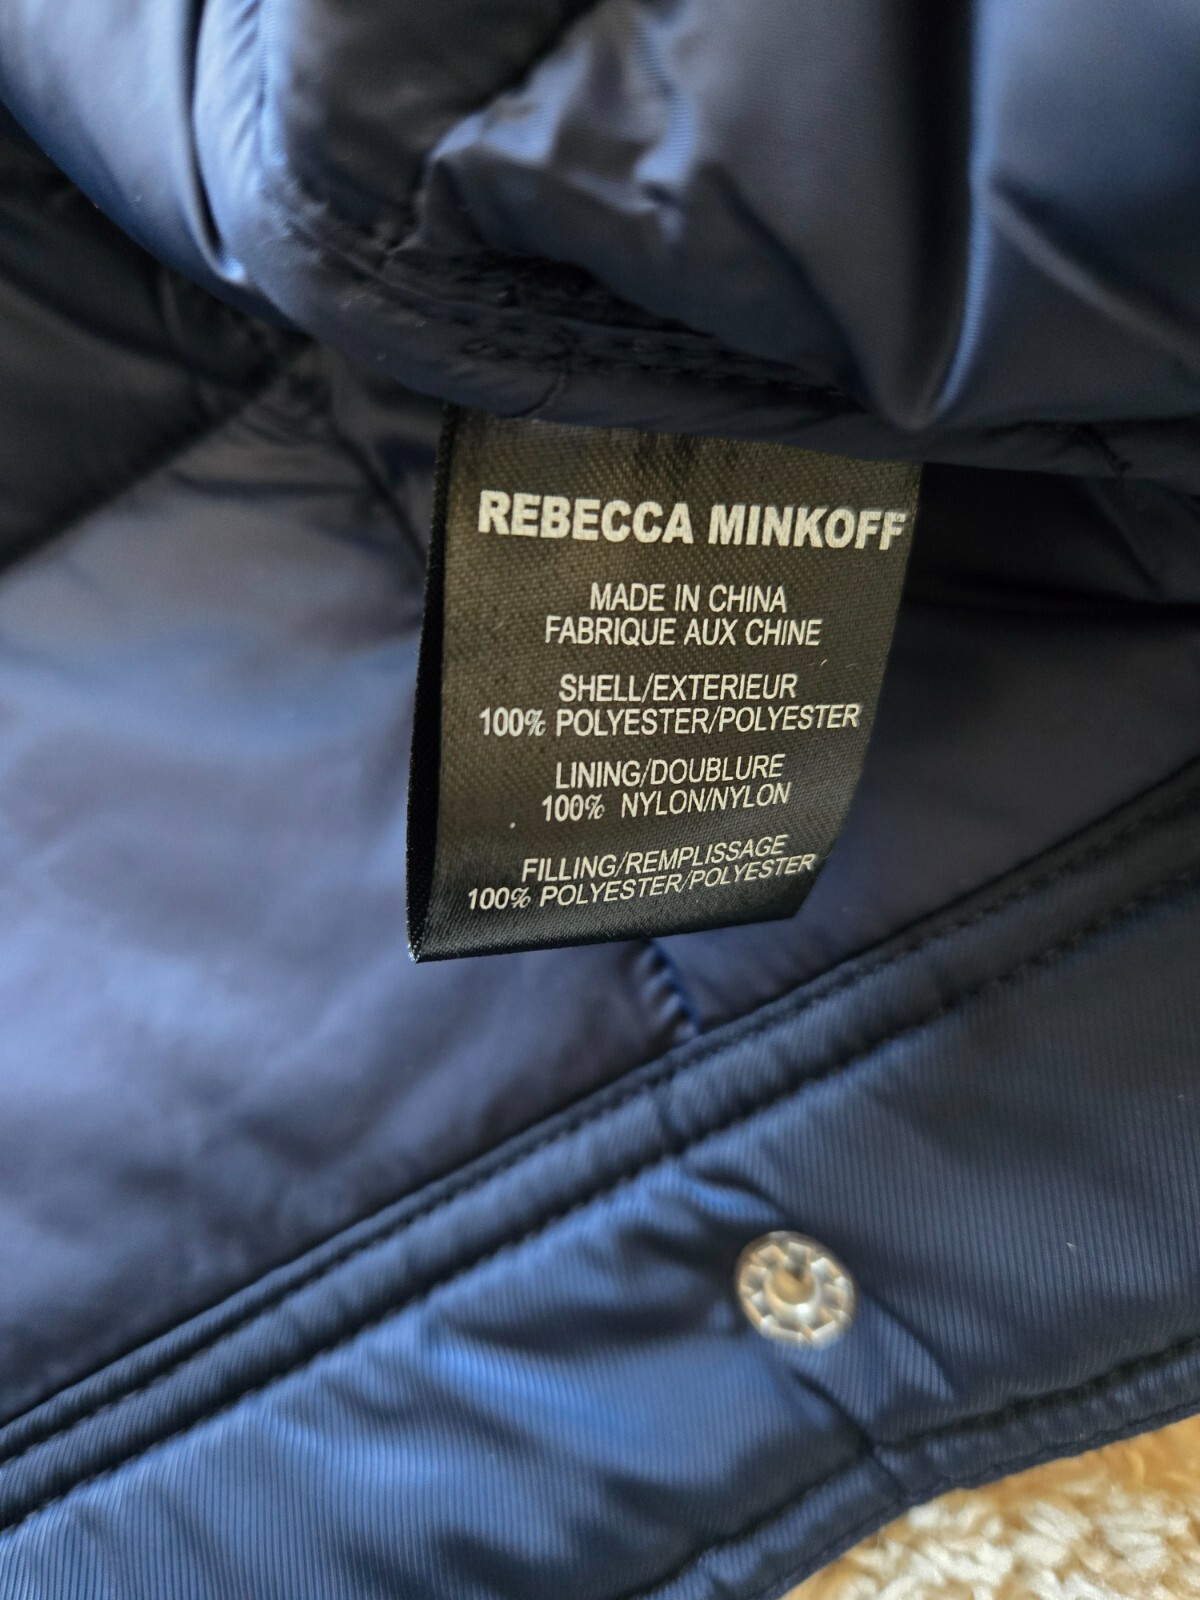 REBECCA MINKOFF
MADE IN CHINA
FABRIQUE AUX CHINE
SHELL/EXTERIEUR
100% POLYESTER/POLYESTER
LINING/DOUBLURE
100% NYLON/NYLON
FILLING/REMPLISSAGE
100% POLYESTER/POLYESTER